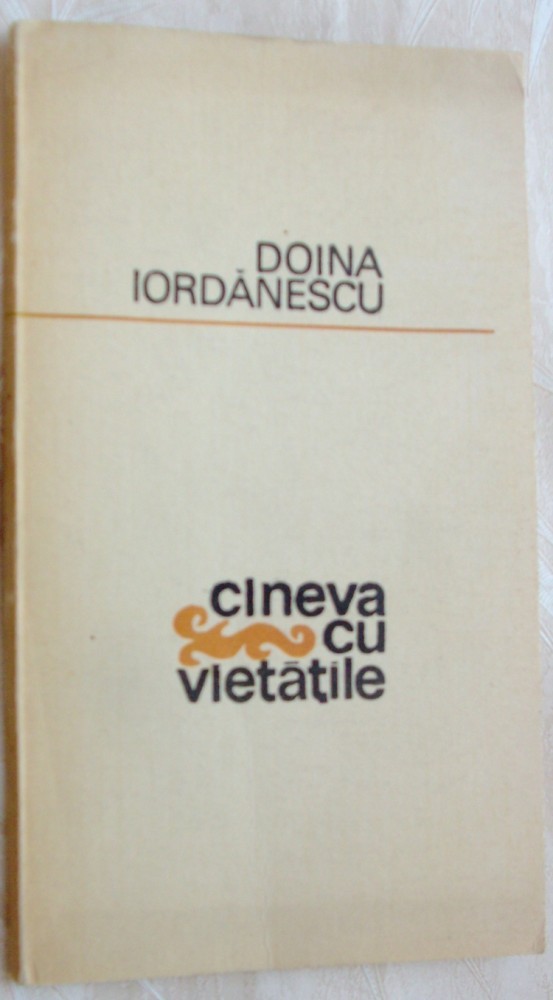 DOINA
IORDĂNESCU
cineva
cu
vietățile